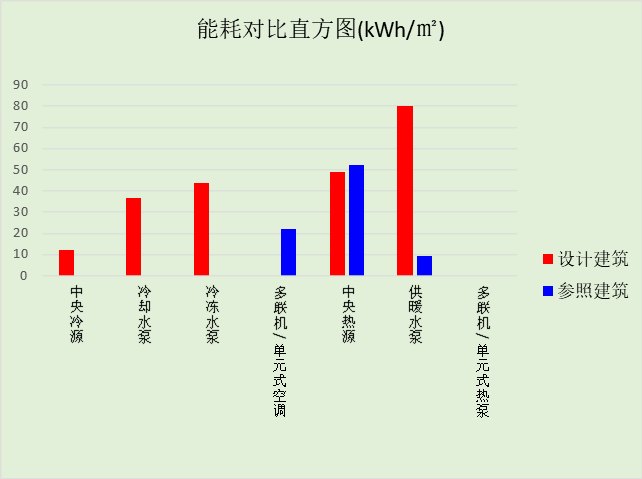 能耗对比直方图(kWh/㎡)
90
80
70
60
50
40
30
20
10
0
中央冷源
冷却水泵
冷冻水泵
多联机/单元式空调
中央热源
供暖水泵
多联机/单元式热泵
设计建筑
参照建筑